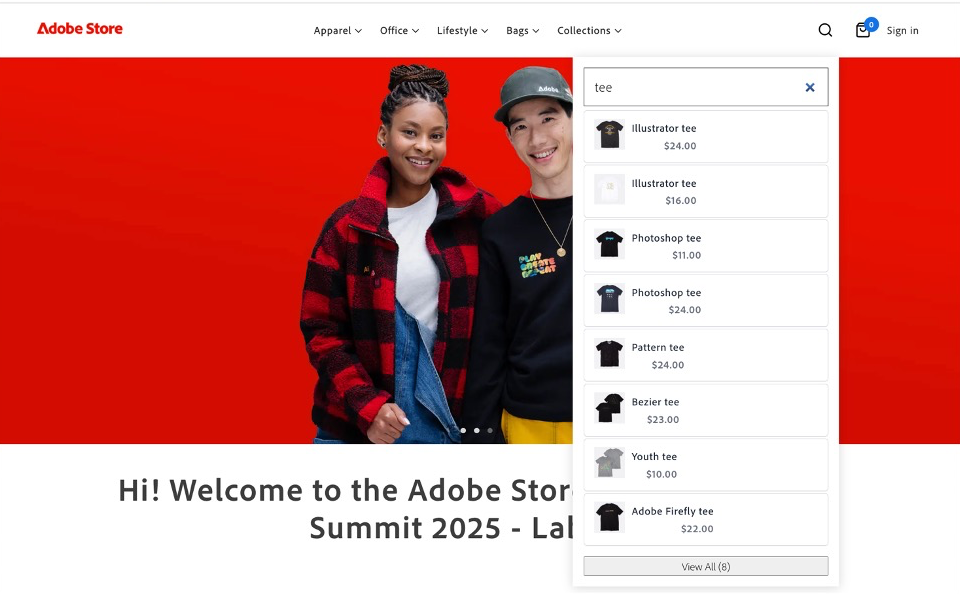 Adobe Store
Apparel Office Lifestyle Bags Collections
0
Sign in
tee
Illustrator tee
$24.00
Illustrator tee
$16.00
Photoshop tee
$11.00
Photoshop tee
$24.00
Pattern tee
$24.00
Bezier tee
$23.00
Youth tee
$10.00
Adobe Firefly tee
$22.00
View All (8)
Adobe
PLAY
CREATE
REPEAT
Hi! Welcome to the Adobe Stor
Summit 2025 - Lab